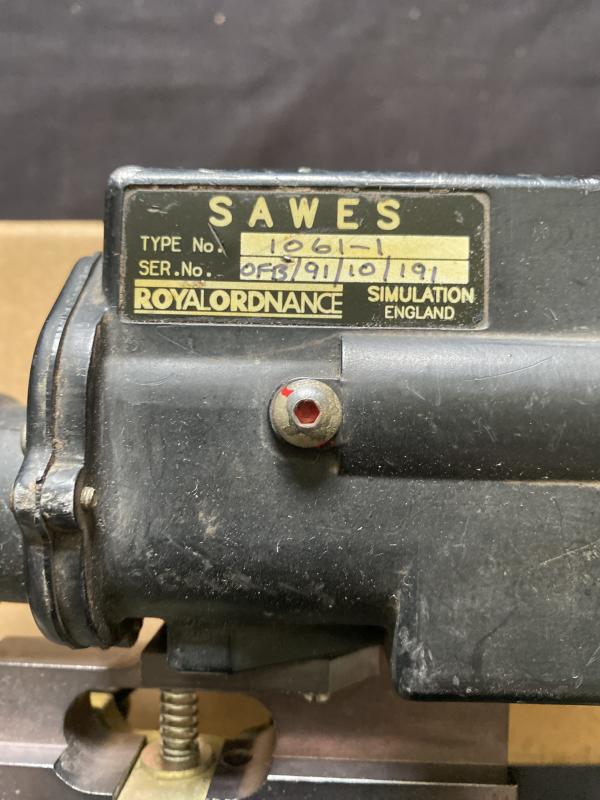 SAWES
TYPE No. 1061-1
SER.No. OFB/91/10/191
ROYALORDNANCE SIMULATION
ENGLAND